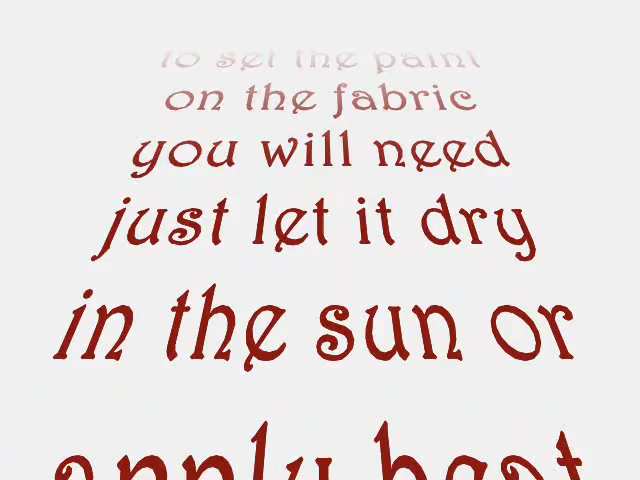 to set the paint
on the fabric
you will need
just let it dry
in the sun or
apply heat